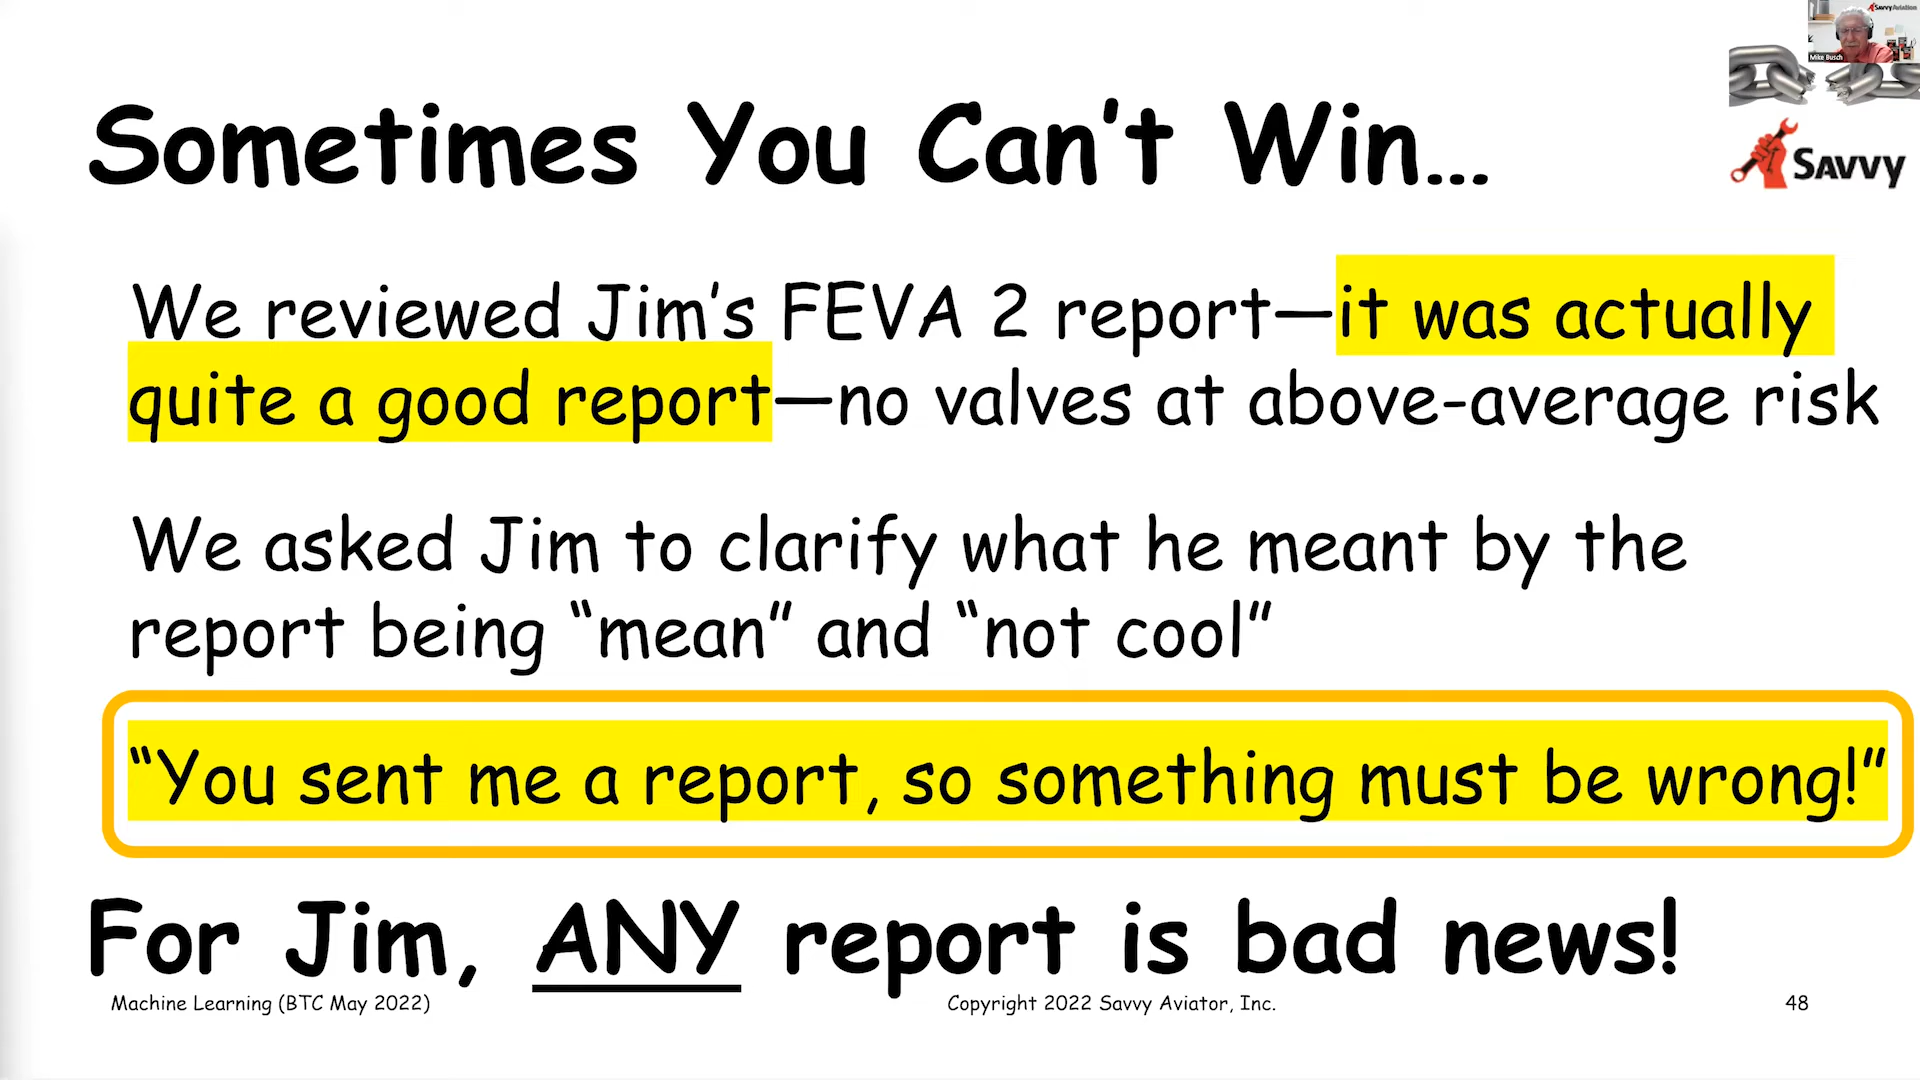 SavvyAviation
Mike Busch
Sometimes You Can't Win...
SAVVY
We reviewed Jim's FEVA 2 report—it was actually
quite a good report—no valves at above-average risk
We asked Jim to clarify what he meant by the
report being “mean” and “not cool”
“You sent me a report, so something must be wrong!”
For Jim, ANY report is bad news!
Machine Learning (BTC May 2022)
Copyright 2022 Savvy Aviator, Inc.
48